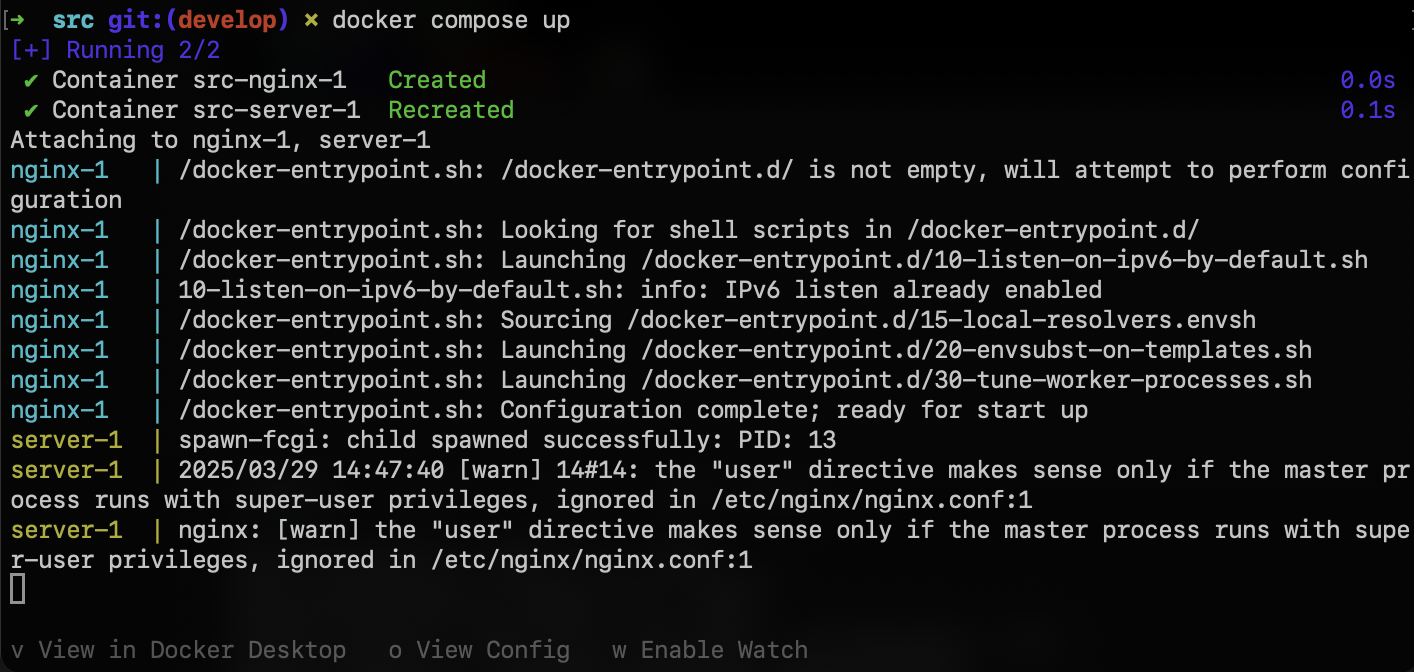 [➜  src git:(develop) ✗ docker compose up
[+] Running 2/2
 ✔ Container src-nginx-1   Created                                                             0.0s
 ✔ Container src-server-1  Recreated                                                           0.1s
Attaching to nginx-1, server-1
nginx-1   | /docker-entrypoint.sh: /docker-entrypoint.d/ is not empty, will attempt to perform confi
guration
nginx-1   | /docker-entrypoint.sh: Looking for shell scripts in /docker-entrypoint.d/
nginx-1   | /docker-entrypoint.sh: Launching /docker-entrypoint.d/10-listen-on-ipv6-by-default.sh
nginx-1   | 10-listen-on-ipv6-by-default.sh: info: IPv6 listen already enabled
nginx-1   | /docker-entrypoint.sh: Sourcing /docker-entrypoint.d/15-local-resolvers.envsh
nginx-1   | /docker-entrypoint.sh: Launching /docker-entrypoint.d/20-envsubst-on-templates.sh
nginx-1   | /docker-entrypoint.sh: Launching /docker-entrypoint.d/30-tune-worker-processes.sh
nginx-1   | /docker-entrypoint.sh: Configuration complete; ready for start up
server-1  | spawn-fcgi: child spawned successfully: PID: 13
server-1  | 2025/03/29 14:47:40 [warn] 14#14: the "user" directive makes sense only if the master pr
ocess runs with super-user privileges, ignored in /etc/nginx/nginx.conf:1
server-1  | nginx: [warn] the "user" directive makes sense only if the master process runs with supe
r-user privileges, ignored in /etc/nginx/nginx.conf:1
v View in Docker Desktop   o View Config   w Enable Watch